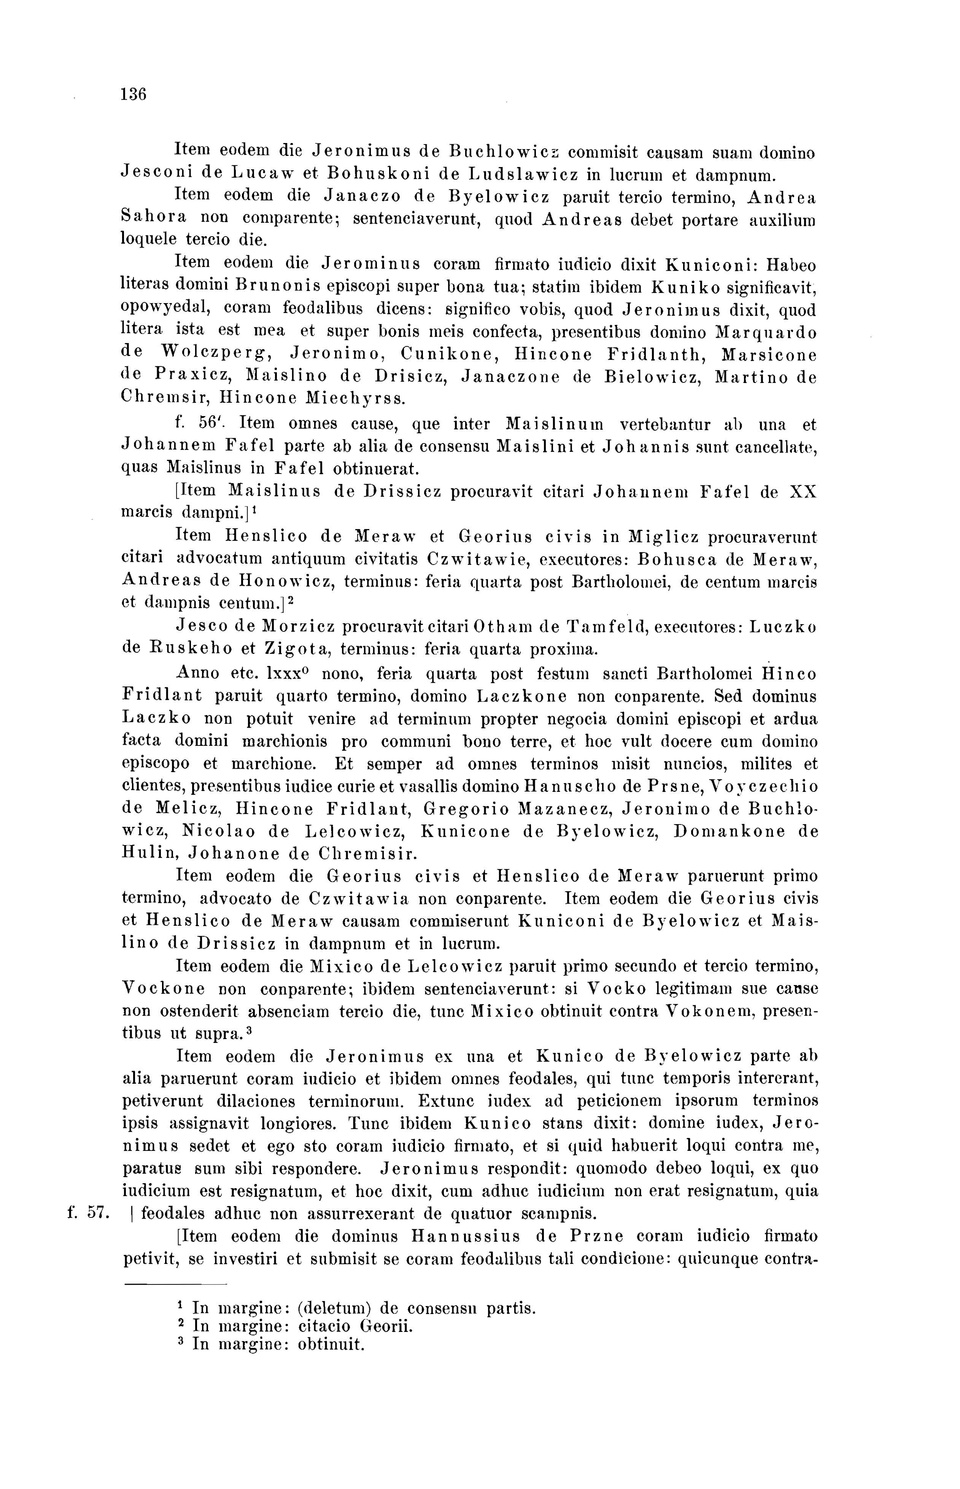 136
Item eodem die Jeronimus de Buchlowicz commisit causam suam domino
Jesconi de Lucaw et Bohuskoni de Ludslawicz in lucrum et dampnum.
Item eodem die Janaczo de Byelowicz paruit tercio termino, Andrea
Sahora non comparente; sentenciaverunt, quod Andreas debet portare auxilium
loquele tercio die.
Item eodem die Jerominus coram firmato iudicio dixit Kuniconi: Habeo
literas domini Brunonis episcopi super bona tua; statim ibidem Kuniko significavit,
opowyedal, coram feodalibus dicens: significo vobis, quod Jeronimus dixit, quod
litera ista est mea et super bonis meis confecta, presentibus domino Marquardo
de Wolczperg, Jeronimo, Cunikone, Hincone Fridlanth, Marsicone
de Praxicz, Maislino de Drisicz, Janaczone de Bielowicz, Martino de
Chremsir, Hincone Miechyrss.
f. 56′. Item omnes cause, que inter Maislinum vertebantur ab una et
Johannem Fafel parte ab alia de consensu Maislini et Johannis sunt cancellate,
quas Maislinus in Fafel obtinuerat.
[Item Maislinus de Drissicz procuravit citari Johannem Fafel de XX
marcis dampni.]¹
Item Henslico de Meraw et Georius civis in Miglicz procuraverunt
citari advocatum antiquum civitatis Czwitawie, executores: Bohusca de Meraw,
Andreas de Honowicz, terminus: feria quarta post Bartholomei, de centum marcis
et dampnis centum.]²
Jesco de Morzicz procuravit citari Otham de Tamfeld, executores: Luczko
de Ruskeho et Zigota, terminus: feria quarta proxima.
Anno etc. lxxx⁰ nono, feria quarta post festum sancti Bartholomei Hinco
Fridlant paruit quarto termino, domino Laczkone non conparente. Sed dominus
Laczko non potuit venire ad terminum propter negocia domini episcopi et ardua
facta domini marchionis pro communi bono terre, et hoc vult docere cum domino
episcopo et marchione. Et semper ad omnes terminos misit nuncios, milites et
clientes, presentibus iudice curie et vasallis domino Hanuscho de Prsne, Voyczechio
de Melicz, Hincone Fridlant, Gregorio Mazanecz, Jeronimo de Buchlo-
wicz, Nicolao de Lelcowicz, Kunicone de Byelowicz, Domankone de
Hulin, Johanone de Chremisir.
Item eodem die Georius civis et Henslico de Meraw paruerunt primo
termino, advocato de Czwitawia non conparente. Item eodem die Georius civis
et Henslico de Meraw causam commiserunt Kuniconi de Byelowicz et Mais-
lino de Drissicz in dampnum et in lucrum.
Item eodem die Mixico de Lelcowicz paruit primo secundo et tercio termino,
Vockone non conparente; ibidem sentenciaverunt: si Vocko legitimam sue cause
non ostenderit absenciam tercio die, tunc Mixico obtinuit contra Vokonem, presen-
tibus ut supra.³
Item eodem die Jeronimus ex una et Kunico de Byelowicz parte ab
alia paruerunt coram iudicio et ibidem omnes feodales, qui tunc temporis intererant,
petiverunt dilaciones terminorum. Extunc iudex ad peticionem ipsorum terminos
ipsis assignavit longiores. Tunc ibidem Kunico stans dixit: domine iudex, Jero-
nimus sedet et ego sto coram iudicio firmato, et si quid habuerit loqui contra me,
paratus sum sibi respondere. Jeronimus respondit: quomodo debeo loqui, ex quo
iudicium est resignatum, et hoc dixit, cum adhuc iudicium non erat resignatum, quia
f. 57. | feodales adhuc non assurrexerant de quatuor scampnis.
[Item eodem die dominus Hannussius de Przne coram iudicio firmato
petivit, se investiri et submisit se coram feodalibus tali condicione: quicunque contra-
¹ In margine: (deletum) de consensu partis.
² In margine: citacio Georii.
³ In margine: obtinuit.